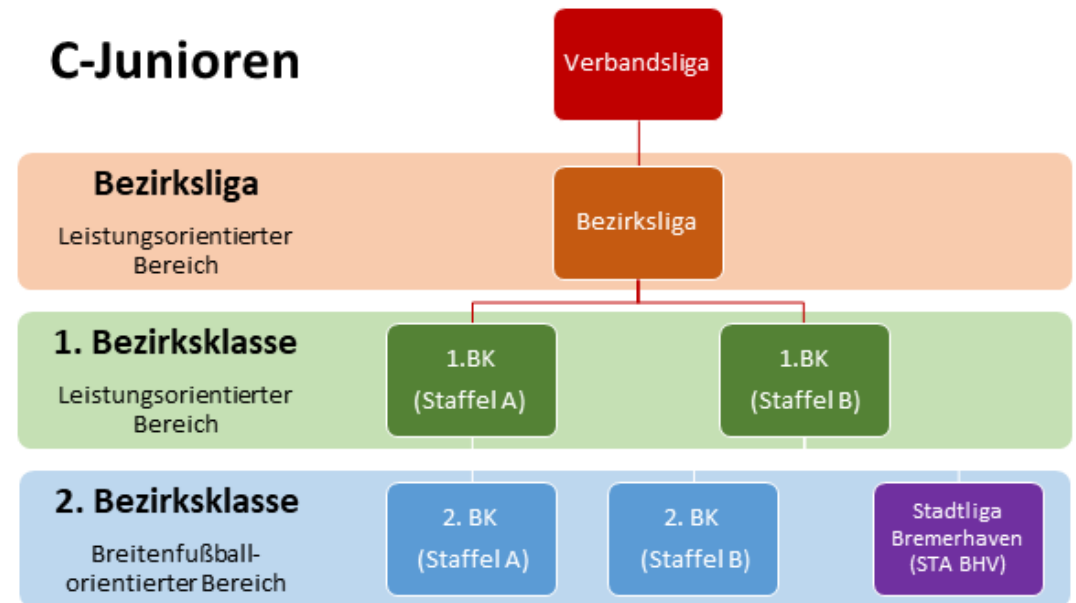 C-Junioren
Verbandsliga
Bezirksliga
Leistungsorientierter
Bereich
Bezirksliga
1. Bezirksklasse
Leistungsorientierter
Bereich
1.BK
(Staffel A)
1.BK
(Staffel B)
2. Bezirksklasse
Breitenfußball-
orientierter Bereich
2. BK
(Staffel A)
2. BK
(Staffel B)
Stadtliga
Bremerhaven
(STA BHV)